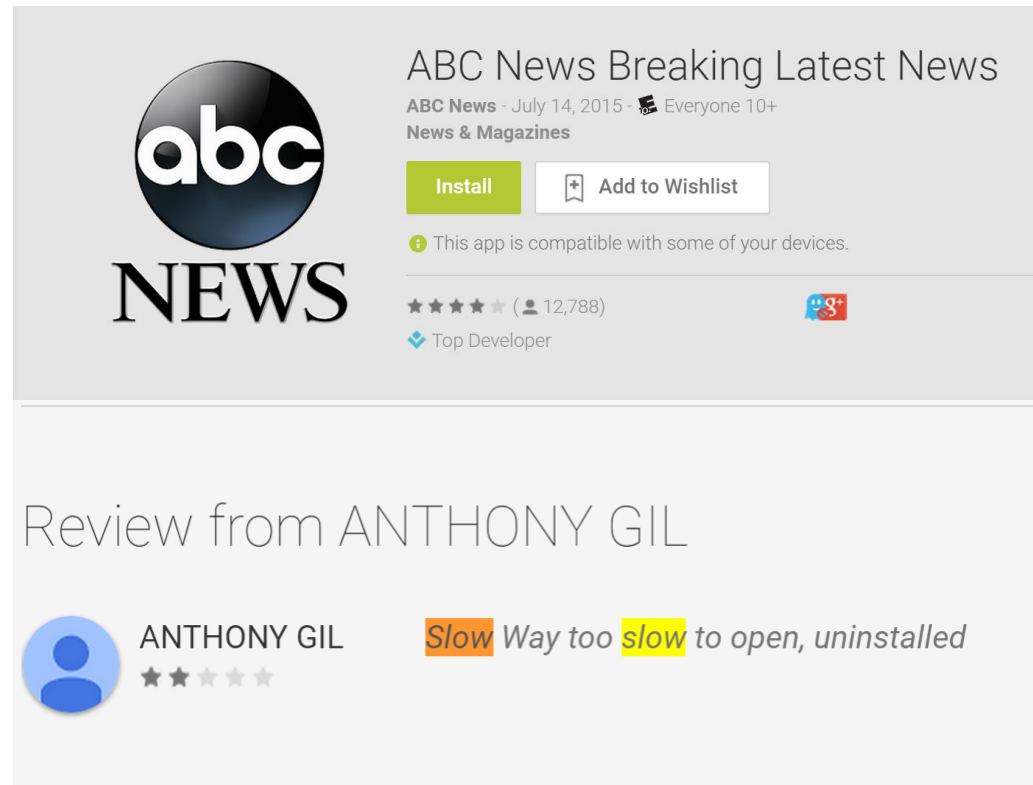 abc
NEWS
ABC News Breaking Latest News
ABC News - July 14, 2015 - Everyone 10+
News & Magazines
Install
Add to Wishlist
This app is compatible with some of your devices.
(12,788)
g+
Top Developer
Review from ANTHONY GIL
ANTHONY GIL
Slow Way too slow to open, uninstalled